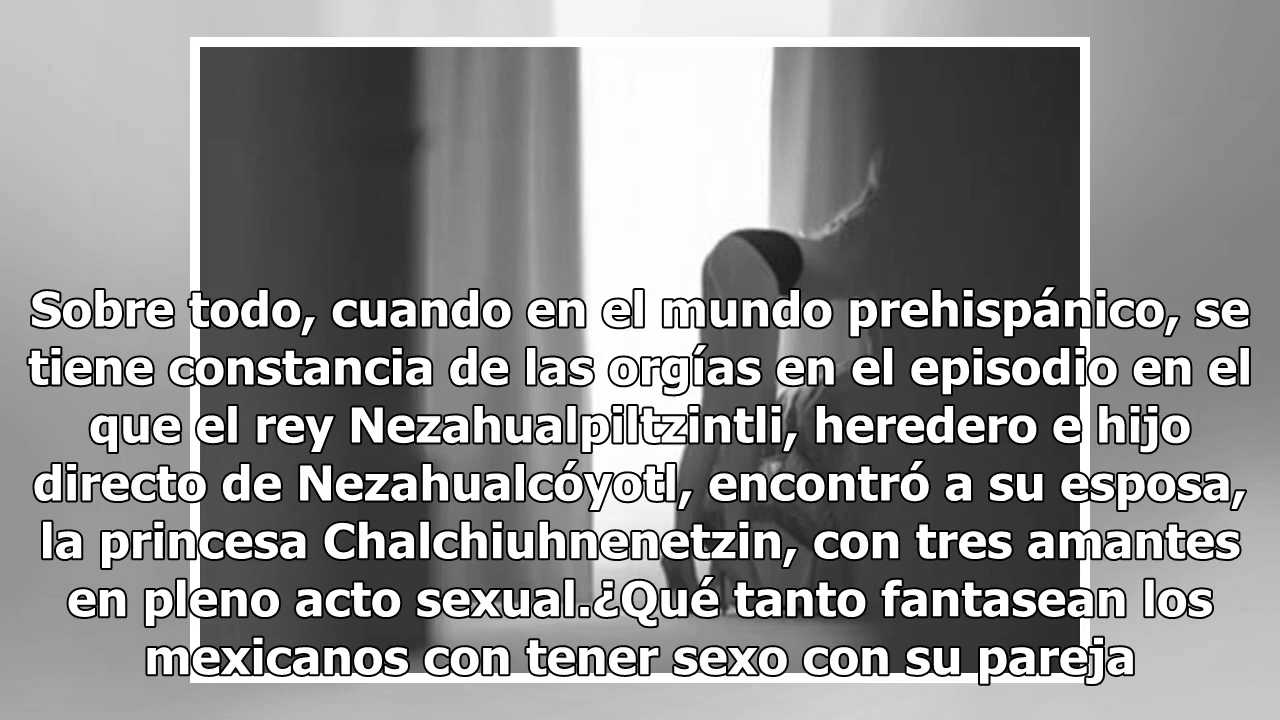 Sobre todo, cuando en el mundo prehispánico, se
tiene constancia de las orgías en el episodio en el
que el rey Nezahualpiltzintli, heredero e hijo
directo de Nezahualcóyotl, encontró a su esposa,
la princesa Chalchiuhnenetzin, con tres amantes
en pleno acto sexual.¿Qué tanto fantasean los
mexicanos con tener sexo con su pareja